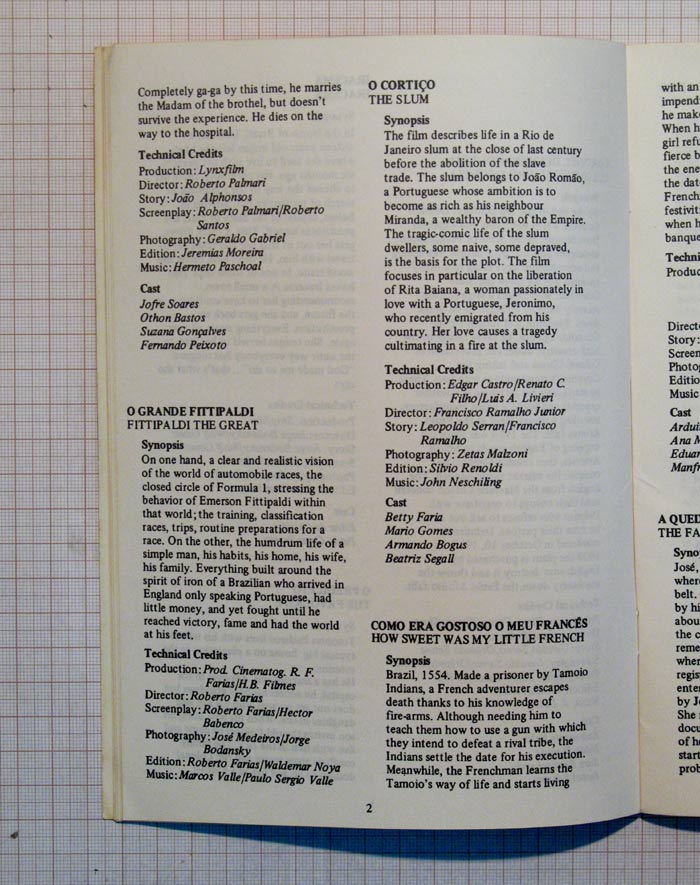 Completely ga-ga by this time, he marries
the Madam of the brothel, but doesn't
survive the experience. He dies on the
way to the hospital.
Technical Credits
Production: Lynxfilm
Director: Roberto Palmari
Story: João Alphonsos
Screenplay: Roberto Palmari/Roberto
Santos
Photography: Geraldo Gabriel
Edition: Jeremias Moreira
Music: Hermeto Paschoal
Cast
Jofre Soares
Othon Bastos
Suzana Gonçalves
Fernando Peixoto
O GRANDE FITTIPALDI
FITTIPALDI THE GREAT
Synopsis
On one hand, a clear and realistic vision
of the world of automobile races, the
closed circle of Formula 1, stressing the
behavior of Emerson Fittipaldi within
that world; the training, classification
races, trips, routine preparations for a
race. On the other, the humdrum life of a
simple man, his habits, his home, his wife,
his family. Everything built around the
spirit of iron of a Brazilian who arrived in
England only speaking Portuguese, had
little money, and yet fought until he
reached victory, fame and had the world
at his feet.
Technical Credits
Production: Prod. Cinematog. R. F.
Farias/H.B. Filmes
Director: Roberto Farias
Screenplay: Roberto Farias/Hector
Babenco
Photography: José Medeiros/Jorge
Bodansky
Edition: Roberto Farias/Waldemar Noya
Music: Marcos Valle/Paulo Sergio Valle
O CORTIÇO
THE SLUM
Synopsis
The film describes life in a Rio de
Janeiro slum at the close of last century
before the abolition of the slave
trade. The slum belongs to João Romão,
a Portuguese whose ambition is to
become as rich as his neighbour
Miranda, a wealthy baron of the Empire.
The tragic-comic life of the slum
dwellers, some naive, some depraved,
is the basis for the plot. The film
focuses in particular on the liberation
of Rita Baiana, a woman passionately in
love with a Portuguese, Jeronimo,
who recently emigrated from his
country. Her love causes a tragedy
cultimating in a fire at the slum.
Technical Credits
Production: Edgar Castro/Renato C.
Filho/Luis A. Livieri
Director: Francisco Ramalho Junior
Story: Leopoldo Serran/Francisco
Ramalho
Photography: Zetas Malzoni
Edition: Silvio Renoldi
Music: John Neschiling
Cast
Betty Faria
Mario Gomes
Armando Bogus
Beatriz Segall
COMO ERA GOSTOSO O MEU FRANCÊS
HOW SWEET WAS MY LITTLE FRENCH
Synopsis
Brazil, 1554. Made a prisoner by Tamoio
Indians, a French adventurer escapes
death thanks to his knowledge of
fire-arms. Although needing him to
teach them how to use a gun with which
they intend to defeat a rival tribe, the
Indians settle the date for his execution.
Meanwhile, the Frenchman learns the
Tamoio's way of life and starts living
2
with an
impend
he mak
When h
girl refu
fierce b
the ene
the dat
French
festivit
when h
banque
Techni
Produc
Directo
Story:
Screen
Photog
Editio
Music
Cast
Ardui
Ana M
Eduar
Manfr
A QUED
THE FA
Syno
José,
where
belt.
by hi
abou
the c
reme
wher
regis
enter
by Jo
She
docu
of he
start
prob